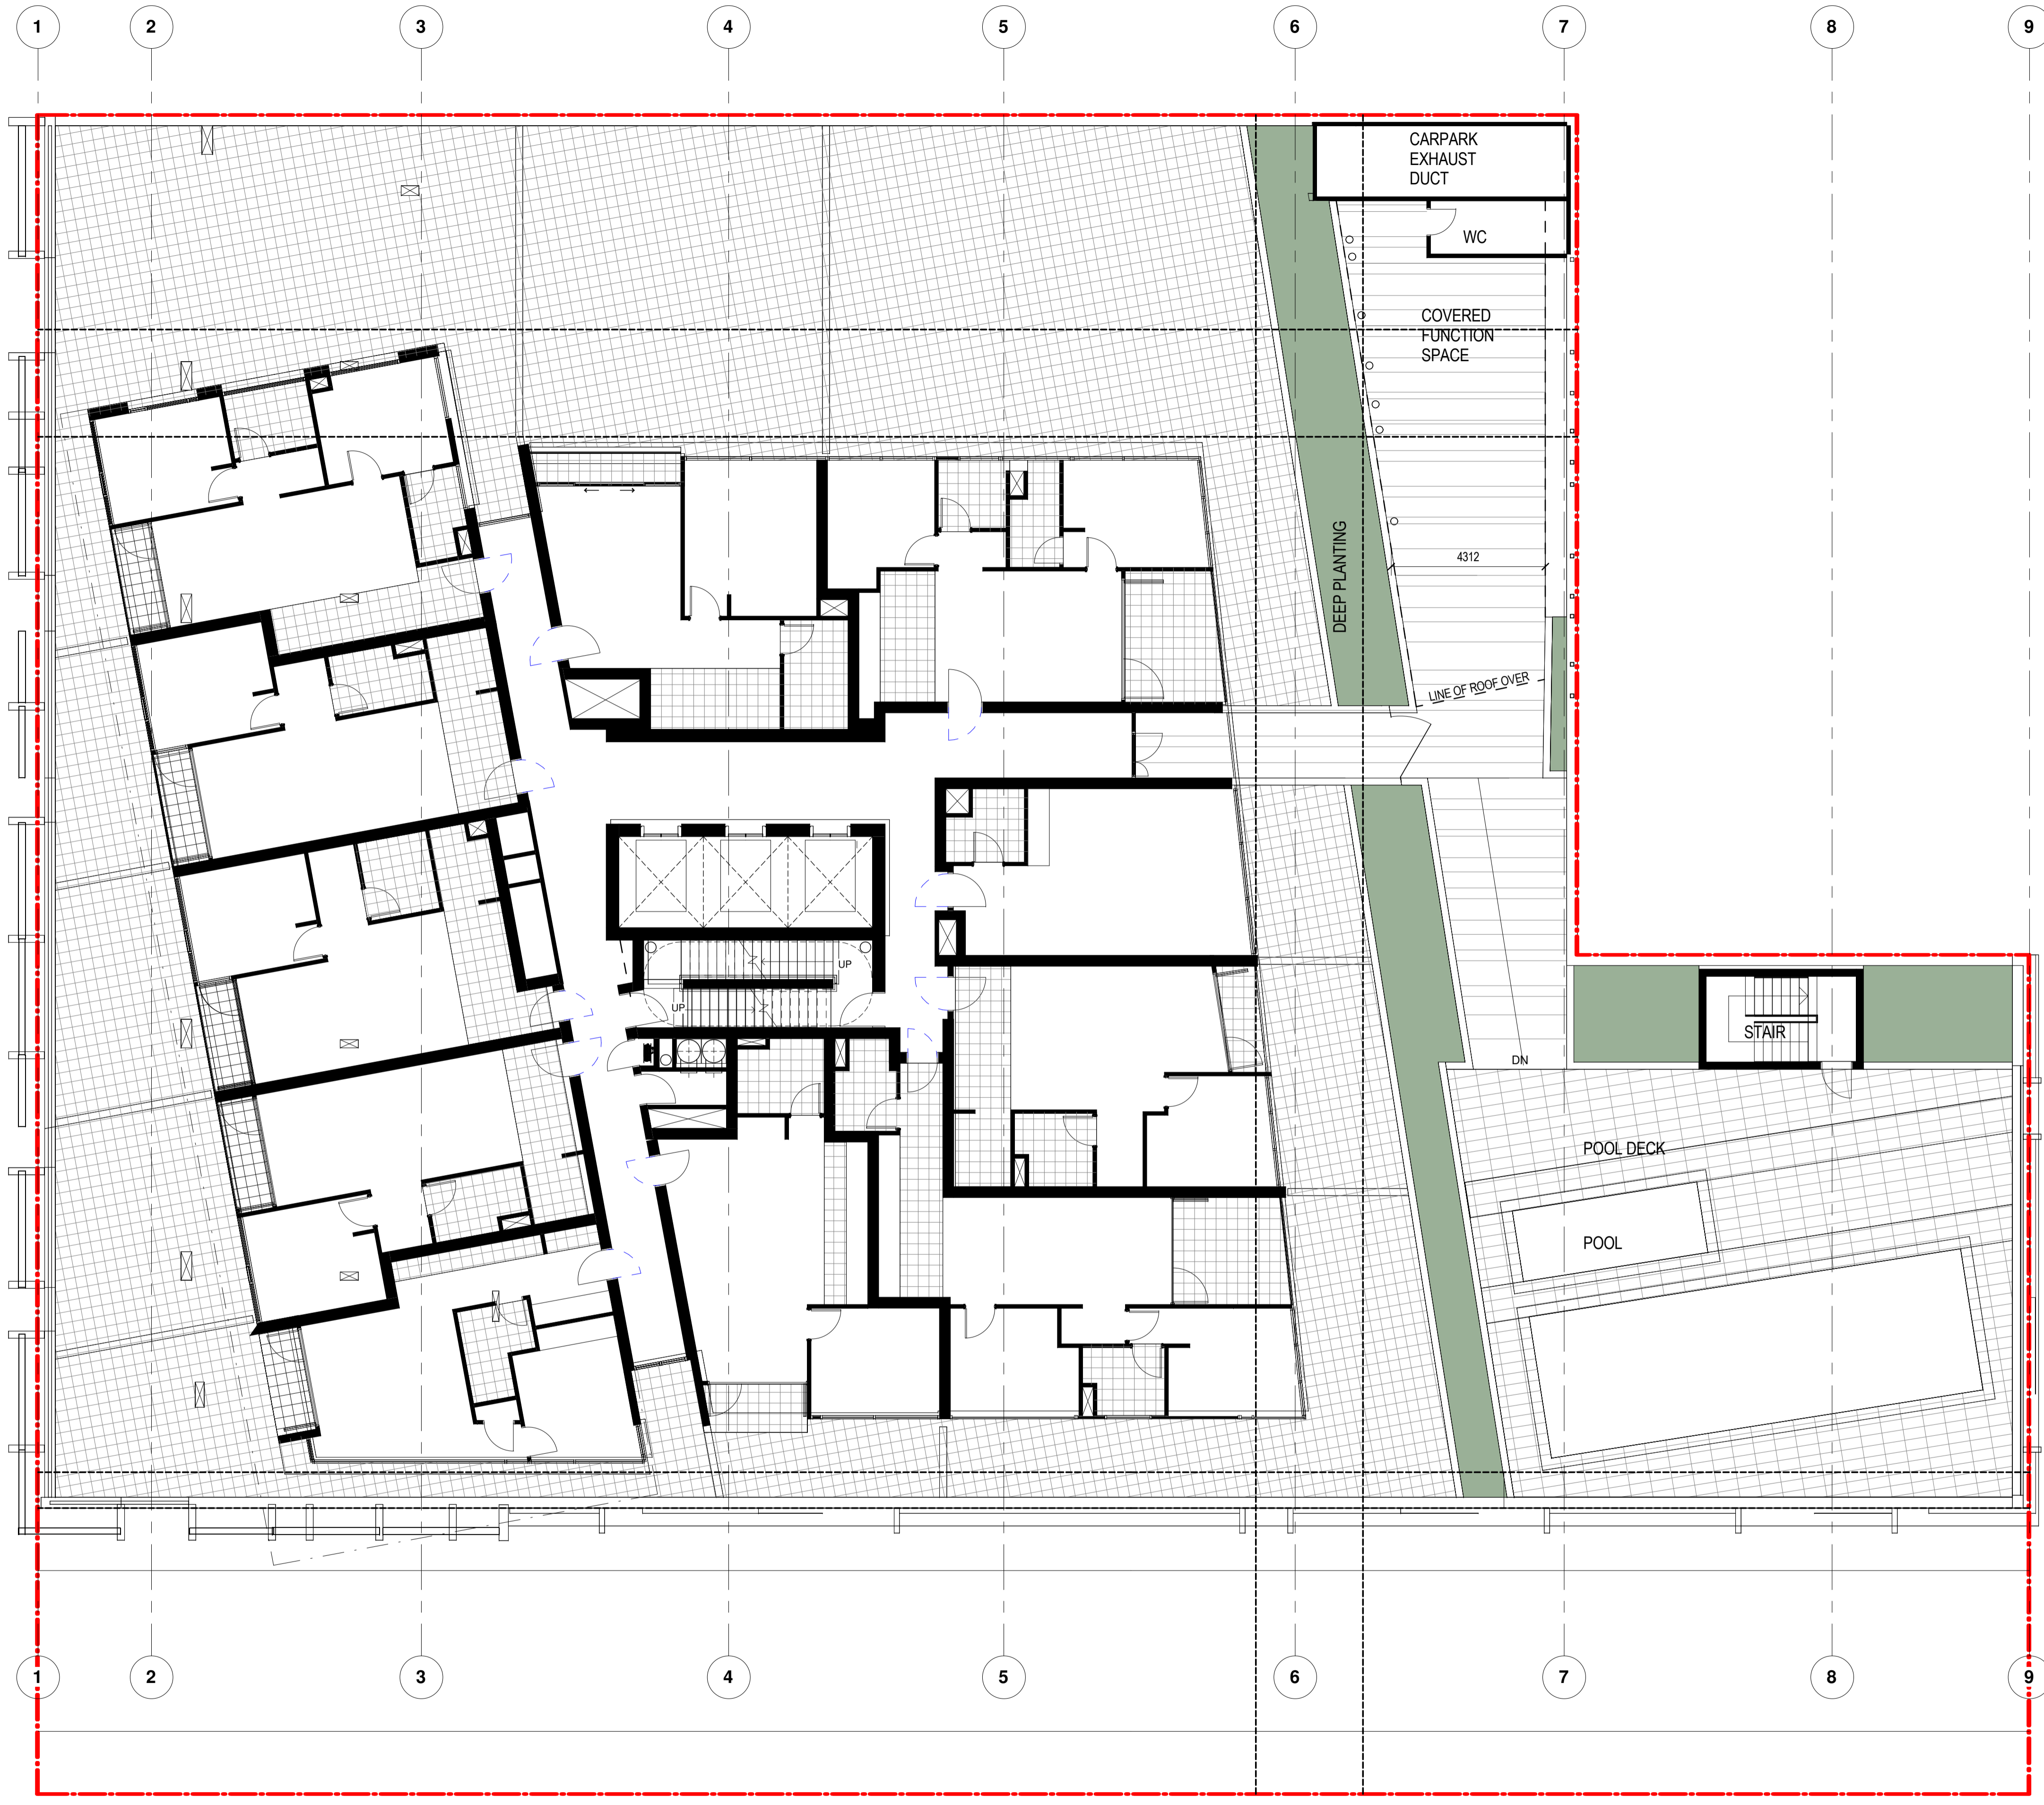 1 2 3 4 5 6 7 8 9
CARPARK
EXHAUST
DUCT
WC
COVERED
FUNCTION
SPACE
DEEP PLANTING
4312
LINE OF ROOF OVER
UP
UP
STAIR
DN
POOL DECK
POOL
1 2 3 4 5 6 7 8 9